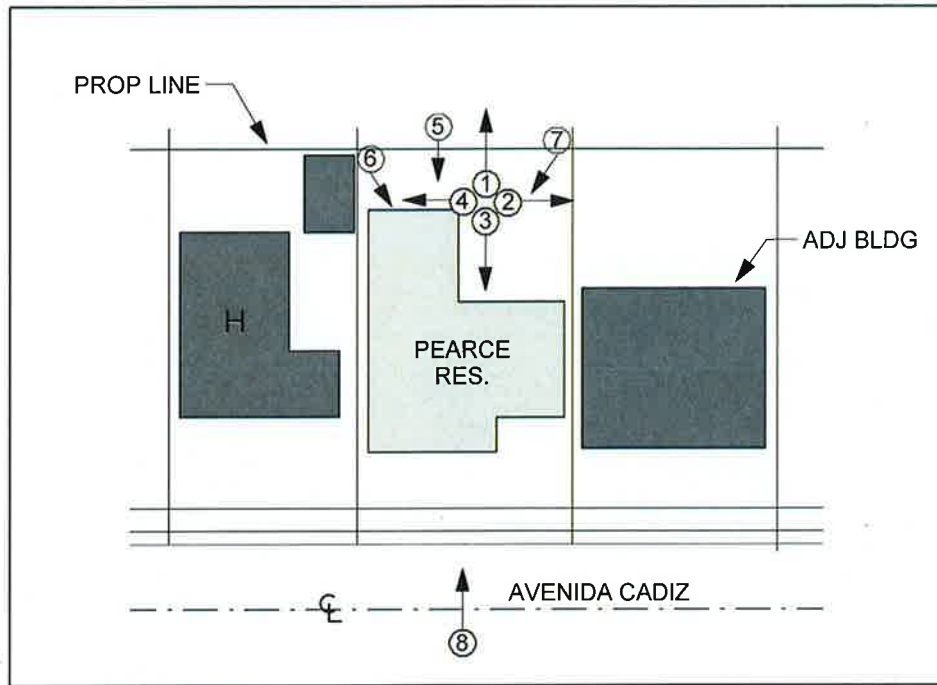 PROP LINE
5
7
6
1
4
2
3
ADJ BLDG
H
PEARCE
RES.
AVENIDA CADIZ
℄
8